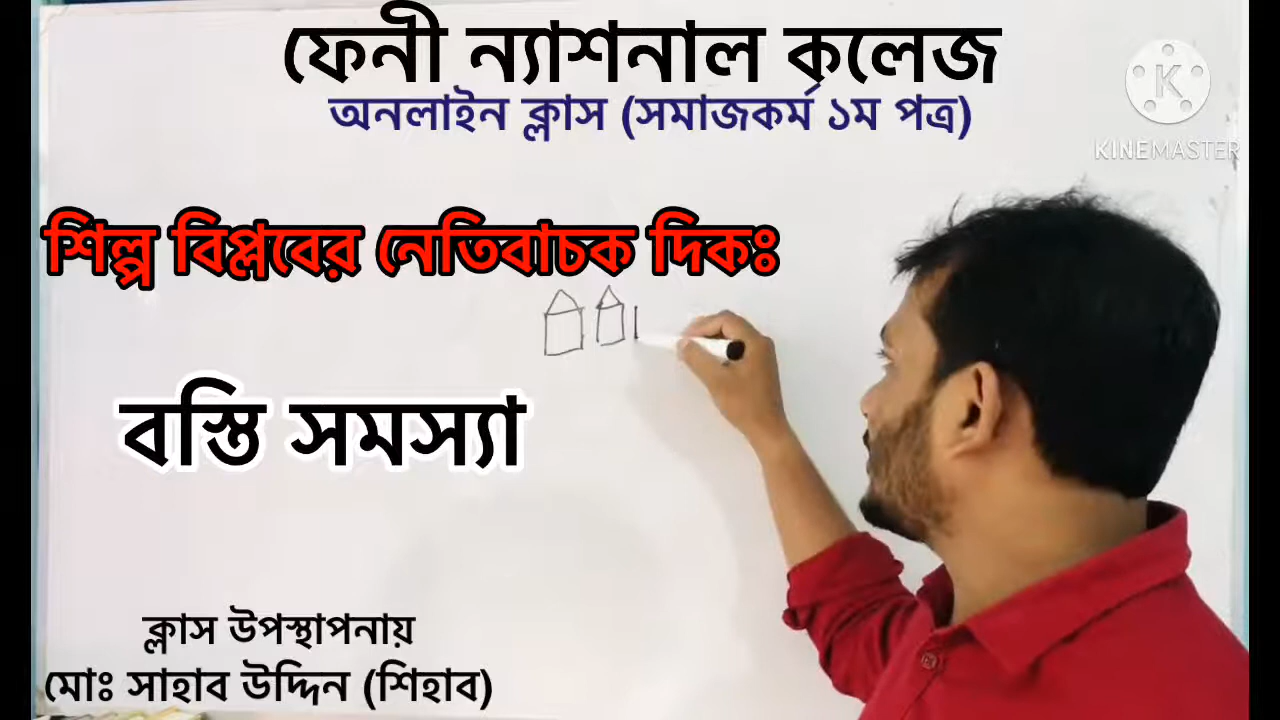 ফেনী ন্যাশনাল কলেজ
অনলাইন ক্লাস (সমাজকর্ম ১ম পত্র)
K
KINEMASTER
শিল্প বিপ্লবের নেতিবাচক দিকঃ
বস্তি সমস্যা
ক্লাস উপস্থাপনায়
মোঃ সাহাব উদ্দিন (শিহাব)